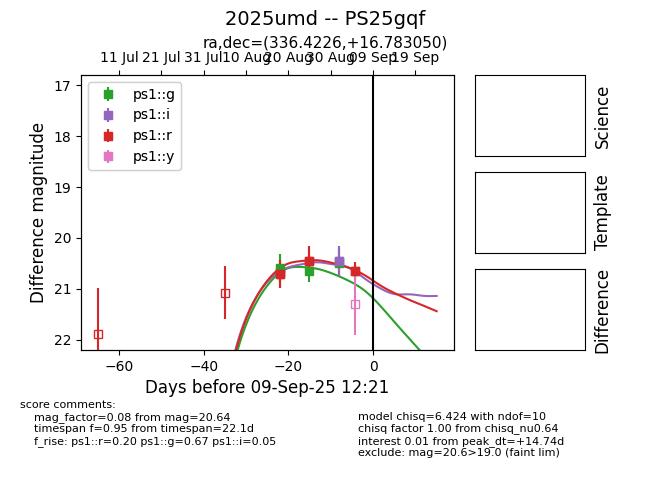 2025umd -- PS25gqf
ra,dec=(336.4226,+16.783050)
11 Jul 21 Jul 31 Jul 10 Aug 20 Aug 30 Aug 09 Sep 19 Sep
17
18
19
20
21
22
Difference magnitude
ps1::g
ps1::i
ps1::r
ps1::y
Science
Template
Difference
−60 −40 −20 0
Days before 09-Sep-25 12:21
score comments:
mag_factor=0.08 from mag=20.64
timespan f=0.95 from timespan=22.1d
f_rise: ps1::r=0.20 ps1::g=0.67 ps1::i=0.05
model chisq=6.424 with ndof=10
chisq factor 1.00 from chisq_nu0.64
interest 0.01 from peak_dt=+14.74d
exclude: mag=20.6>19.0 (faint lim)